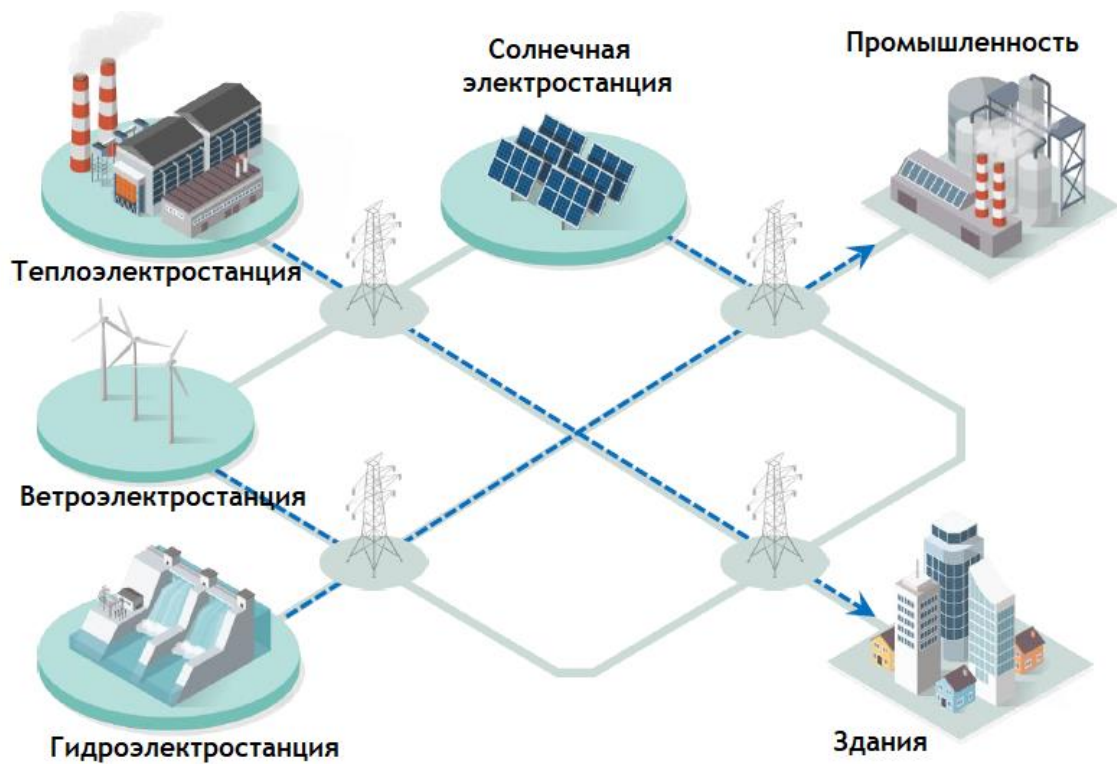 Солнечная
электростанция
Промышленность
Теплоэлектростанция
Ветроэлектростанция
Гидроэлектростанция
Здания